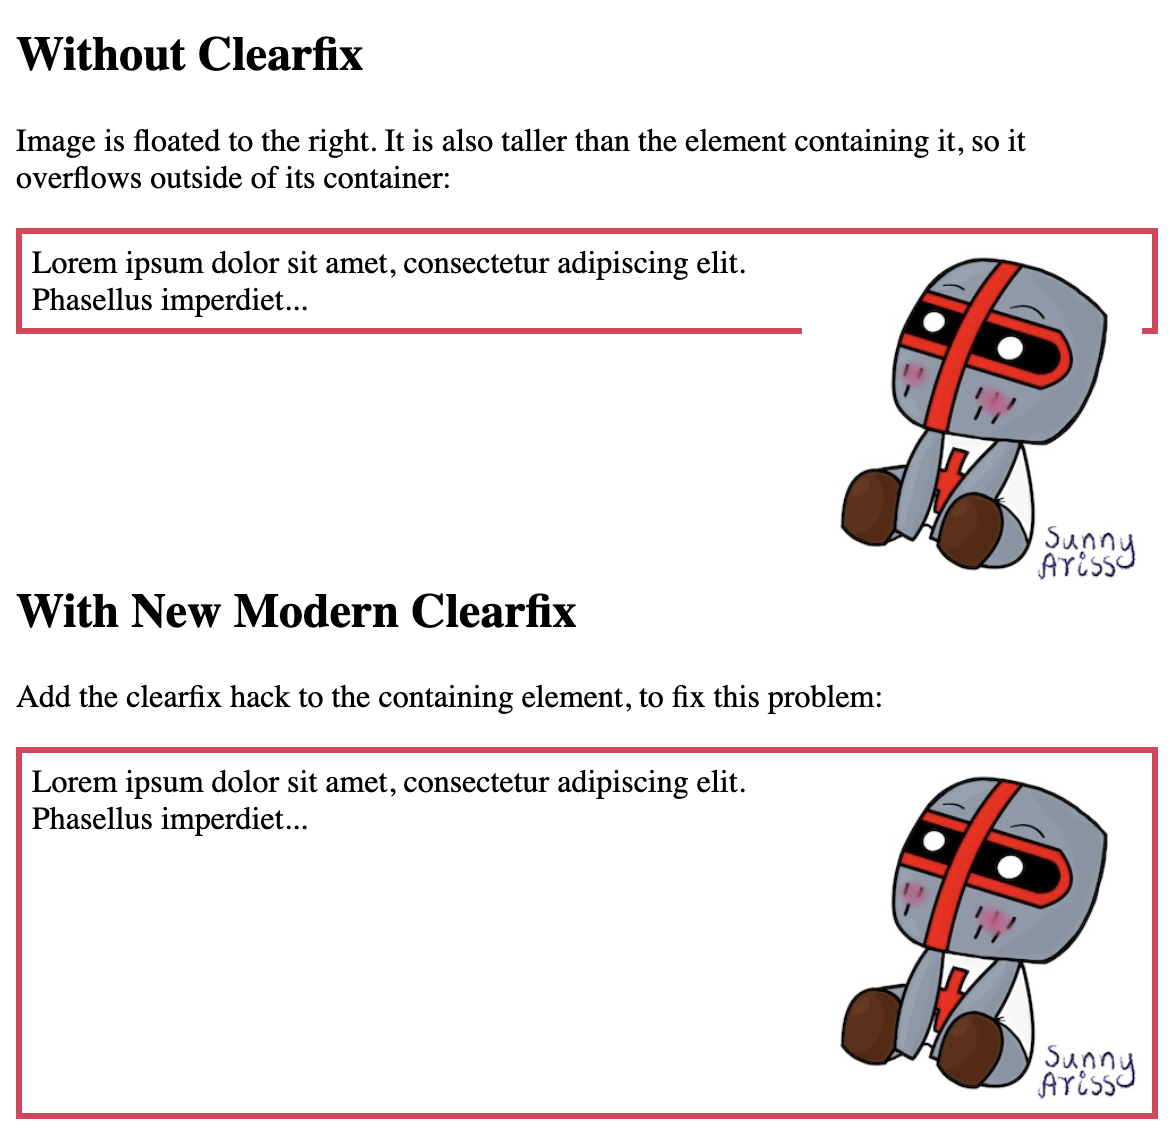 Without Clearfix
Image is floated to the right. It is also taller than the element containing it, so it
overflows outside of its container:
Lorem ipsum dolor sit amet, consectetur adipiscing elit.
Phasellus imperdiet...
Sunny
Ariss
With New Modern Clearfix
Add the clearfix hack to the containing element, to fix this problem:
Lorem ipsum dolor sit amet, consectetur adipiscing elit.
Phasellus imperdiet...
Sunny
Ariss